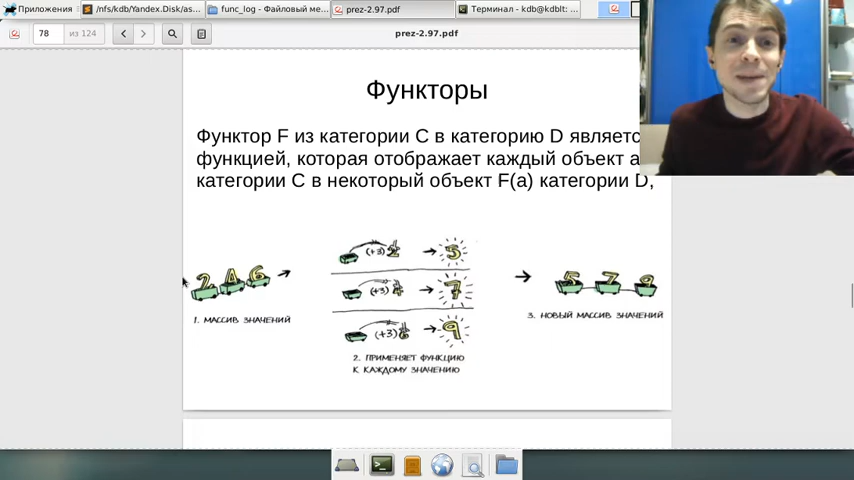 Приложения
/nfs/kdb/Yandex.Disk/as...
func_log - Файловый ме...
prez-2.97.pdf
Терминал - kdb@kdblt: ...
78 из 124
prez-2.97.pdf
Функторы
Функтор F из категории C в категорию D являетс
функцией, которая отображает каждый объект a
категории C в некоторый объект F(a) категории D,
2 4 6
(+3) 2 → 5
(+3) 4 → 7
(+3) 6 → 9
5 7 9
1. МАССИВ ЗНАЧЕНИЙ
2. ПРИМЕНЯЕТ ФУНКЦИЮ
К КАЖДОМУ ЗНАЧЕНИЮ
3. НОВЫЙ МАССИВ ЗНАЧЕНИЙ